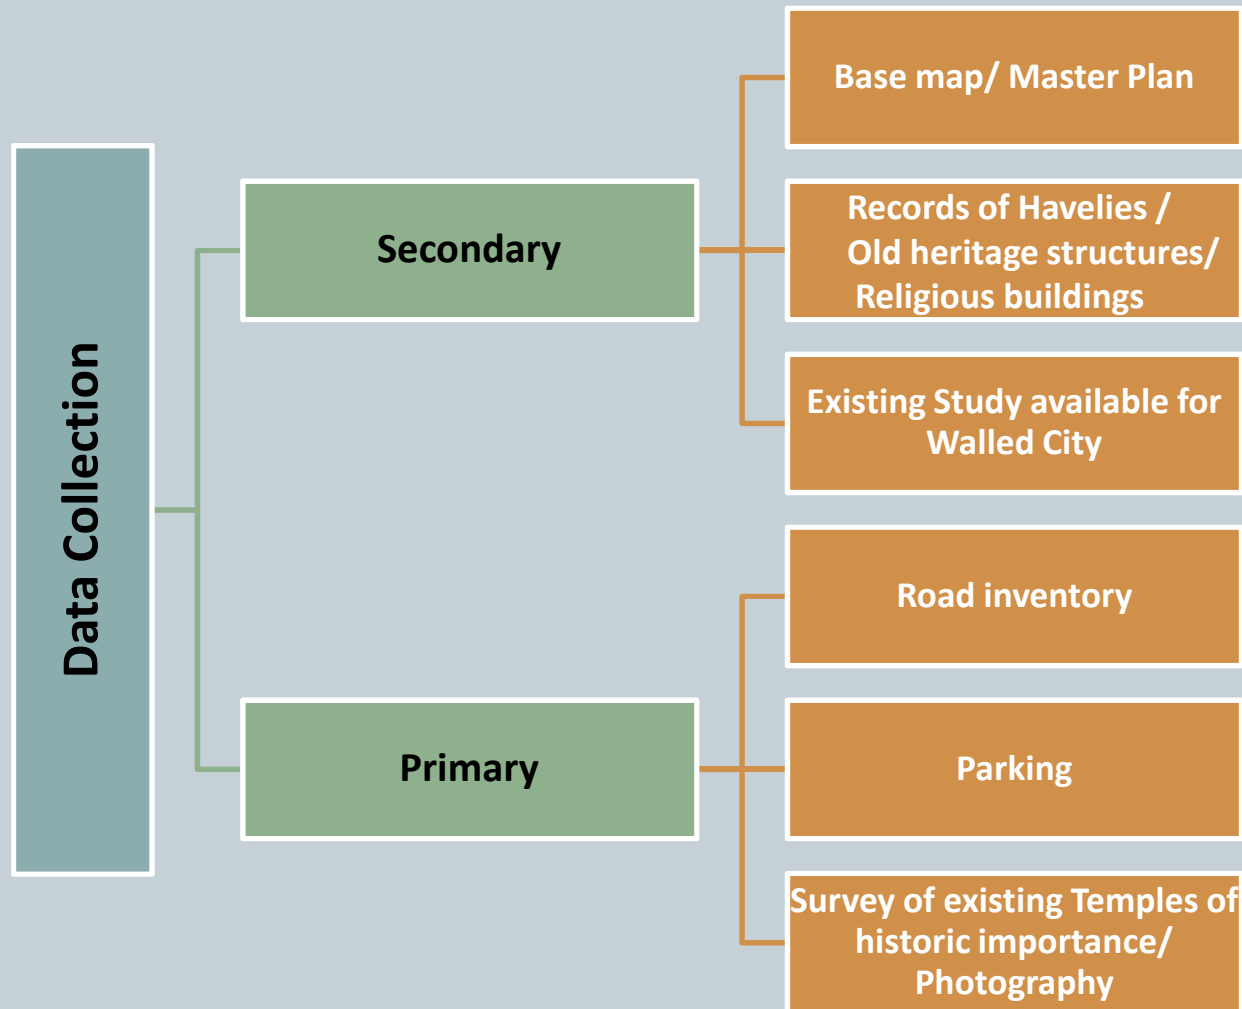 Data Collection
Secondary
Base map/ Master Plan
Records of Havelies /
Old heritage structures/
Religious buildings
Existing Study available for
Walled City
Primary
Road inventory
Parking
Survey of existing Temples of
historic importance/
Photography